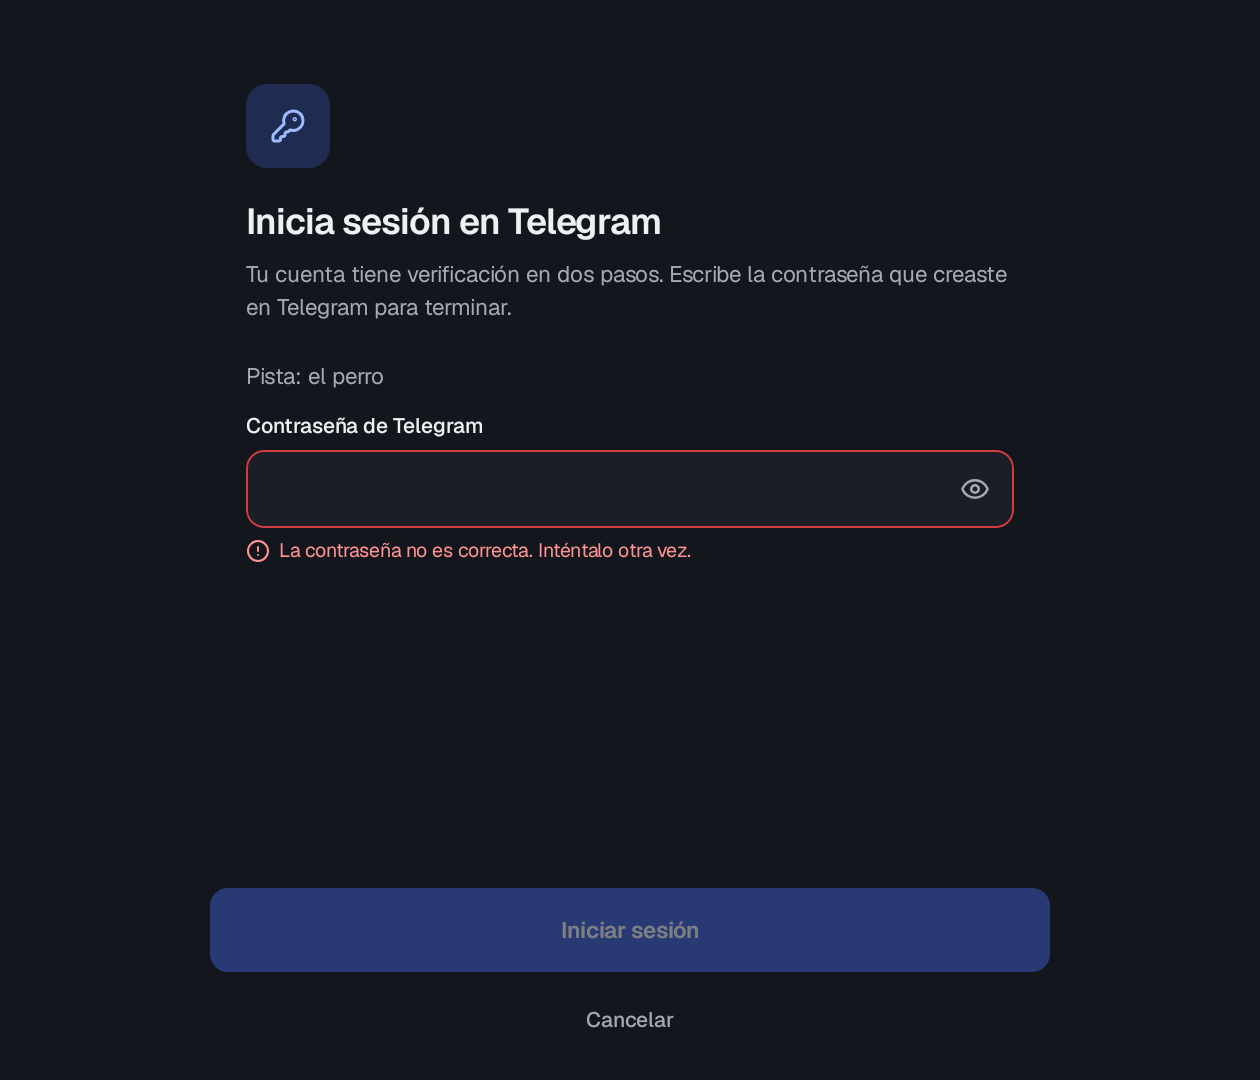 Inicia sesión en Telegram
Tu cuenta tiene verificación en dos pasos. Escribe la contraseña que creaste
en Telegram para terminar.
Pista: el perro
Contraseña de Telegram
La contraseña no es correcta. Inténtalo otra vez.
Iniciar sesión
Cancelar